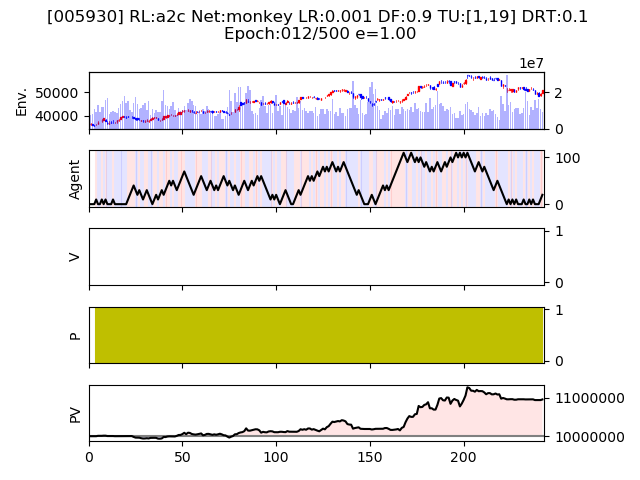 [005930] RL:a2c Net:monkey LR:0.001 DF:0.9 TU:[1,19] DRT:0.1
Epoch:012/500 e=1.00
1e7
Env.
50000
40000
2
0
Agent
100
0
V
1
0
P
1
0
PV
11000000
10000000
0 50 100 150 200